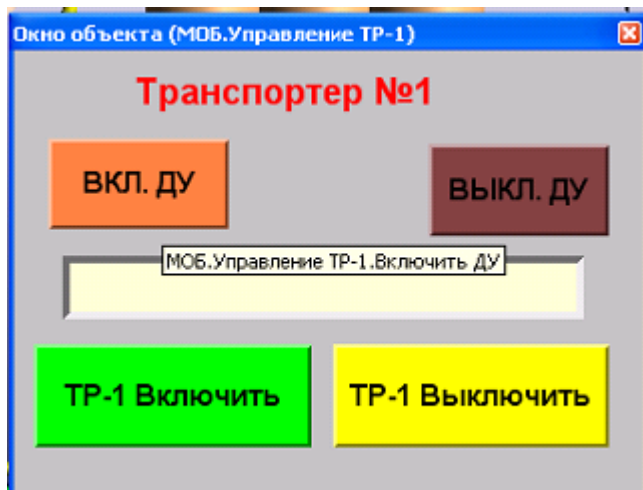 Окно объекта (МОБ.Управление ТР-1)
Транспортер №1
ВКЛ. ДУ
ВЫКЛ. ДУ
МОБ.Управление ТР-1.Включить ДУ
ТР-1 Включить
ТР-1 Выключить